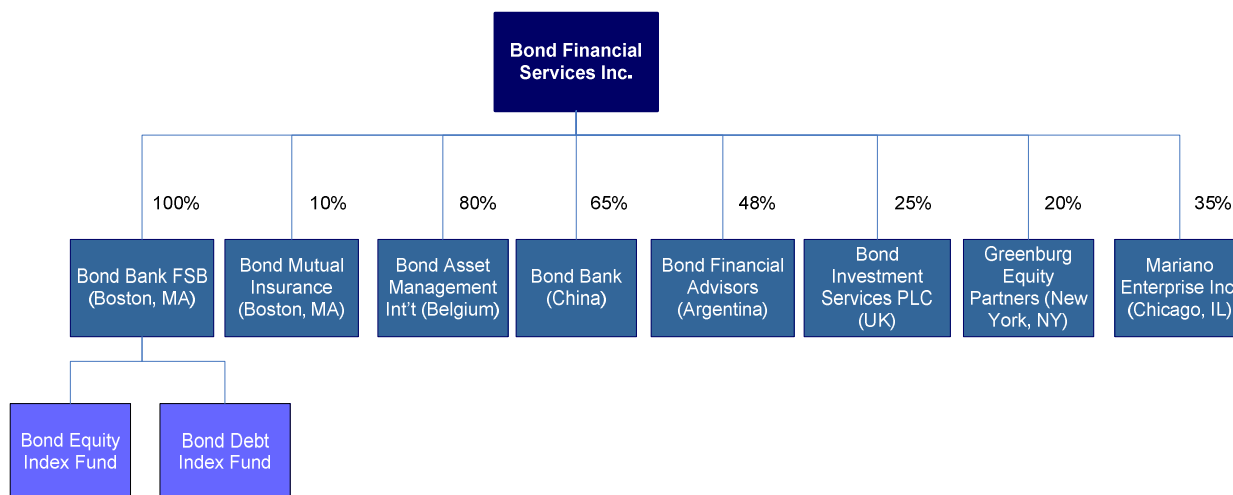 Bond Financial
Services Inc.
100%
10%
80%
65%
48%
25%
20%
35%
Bond Bank FSB
(Boston, MA)
Bond Mutual
Insurance
(Boston, MA)
Bond Asset
Management
Int't (Belgium)
Bond Bank
(China)
Bond Financial
Advisors
(Argentina)
Bond
Investment
Services PLC
(UK)
Greenburg
Equity
Partners (New
York, NY)
Mariano
Enterprise Inc
(Chicago, IL)
Bond Equity
Index Fund
Bond Debt
Index Fund